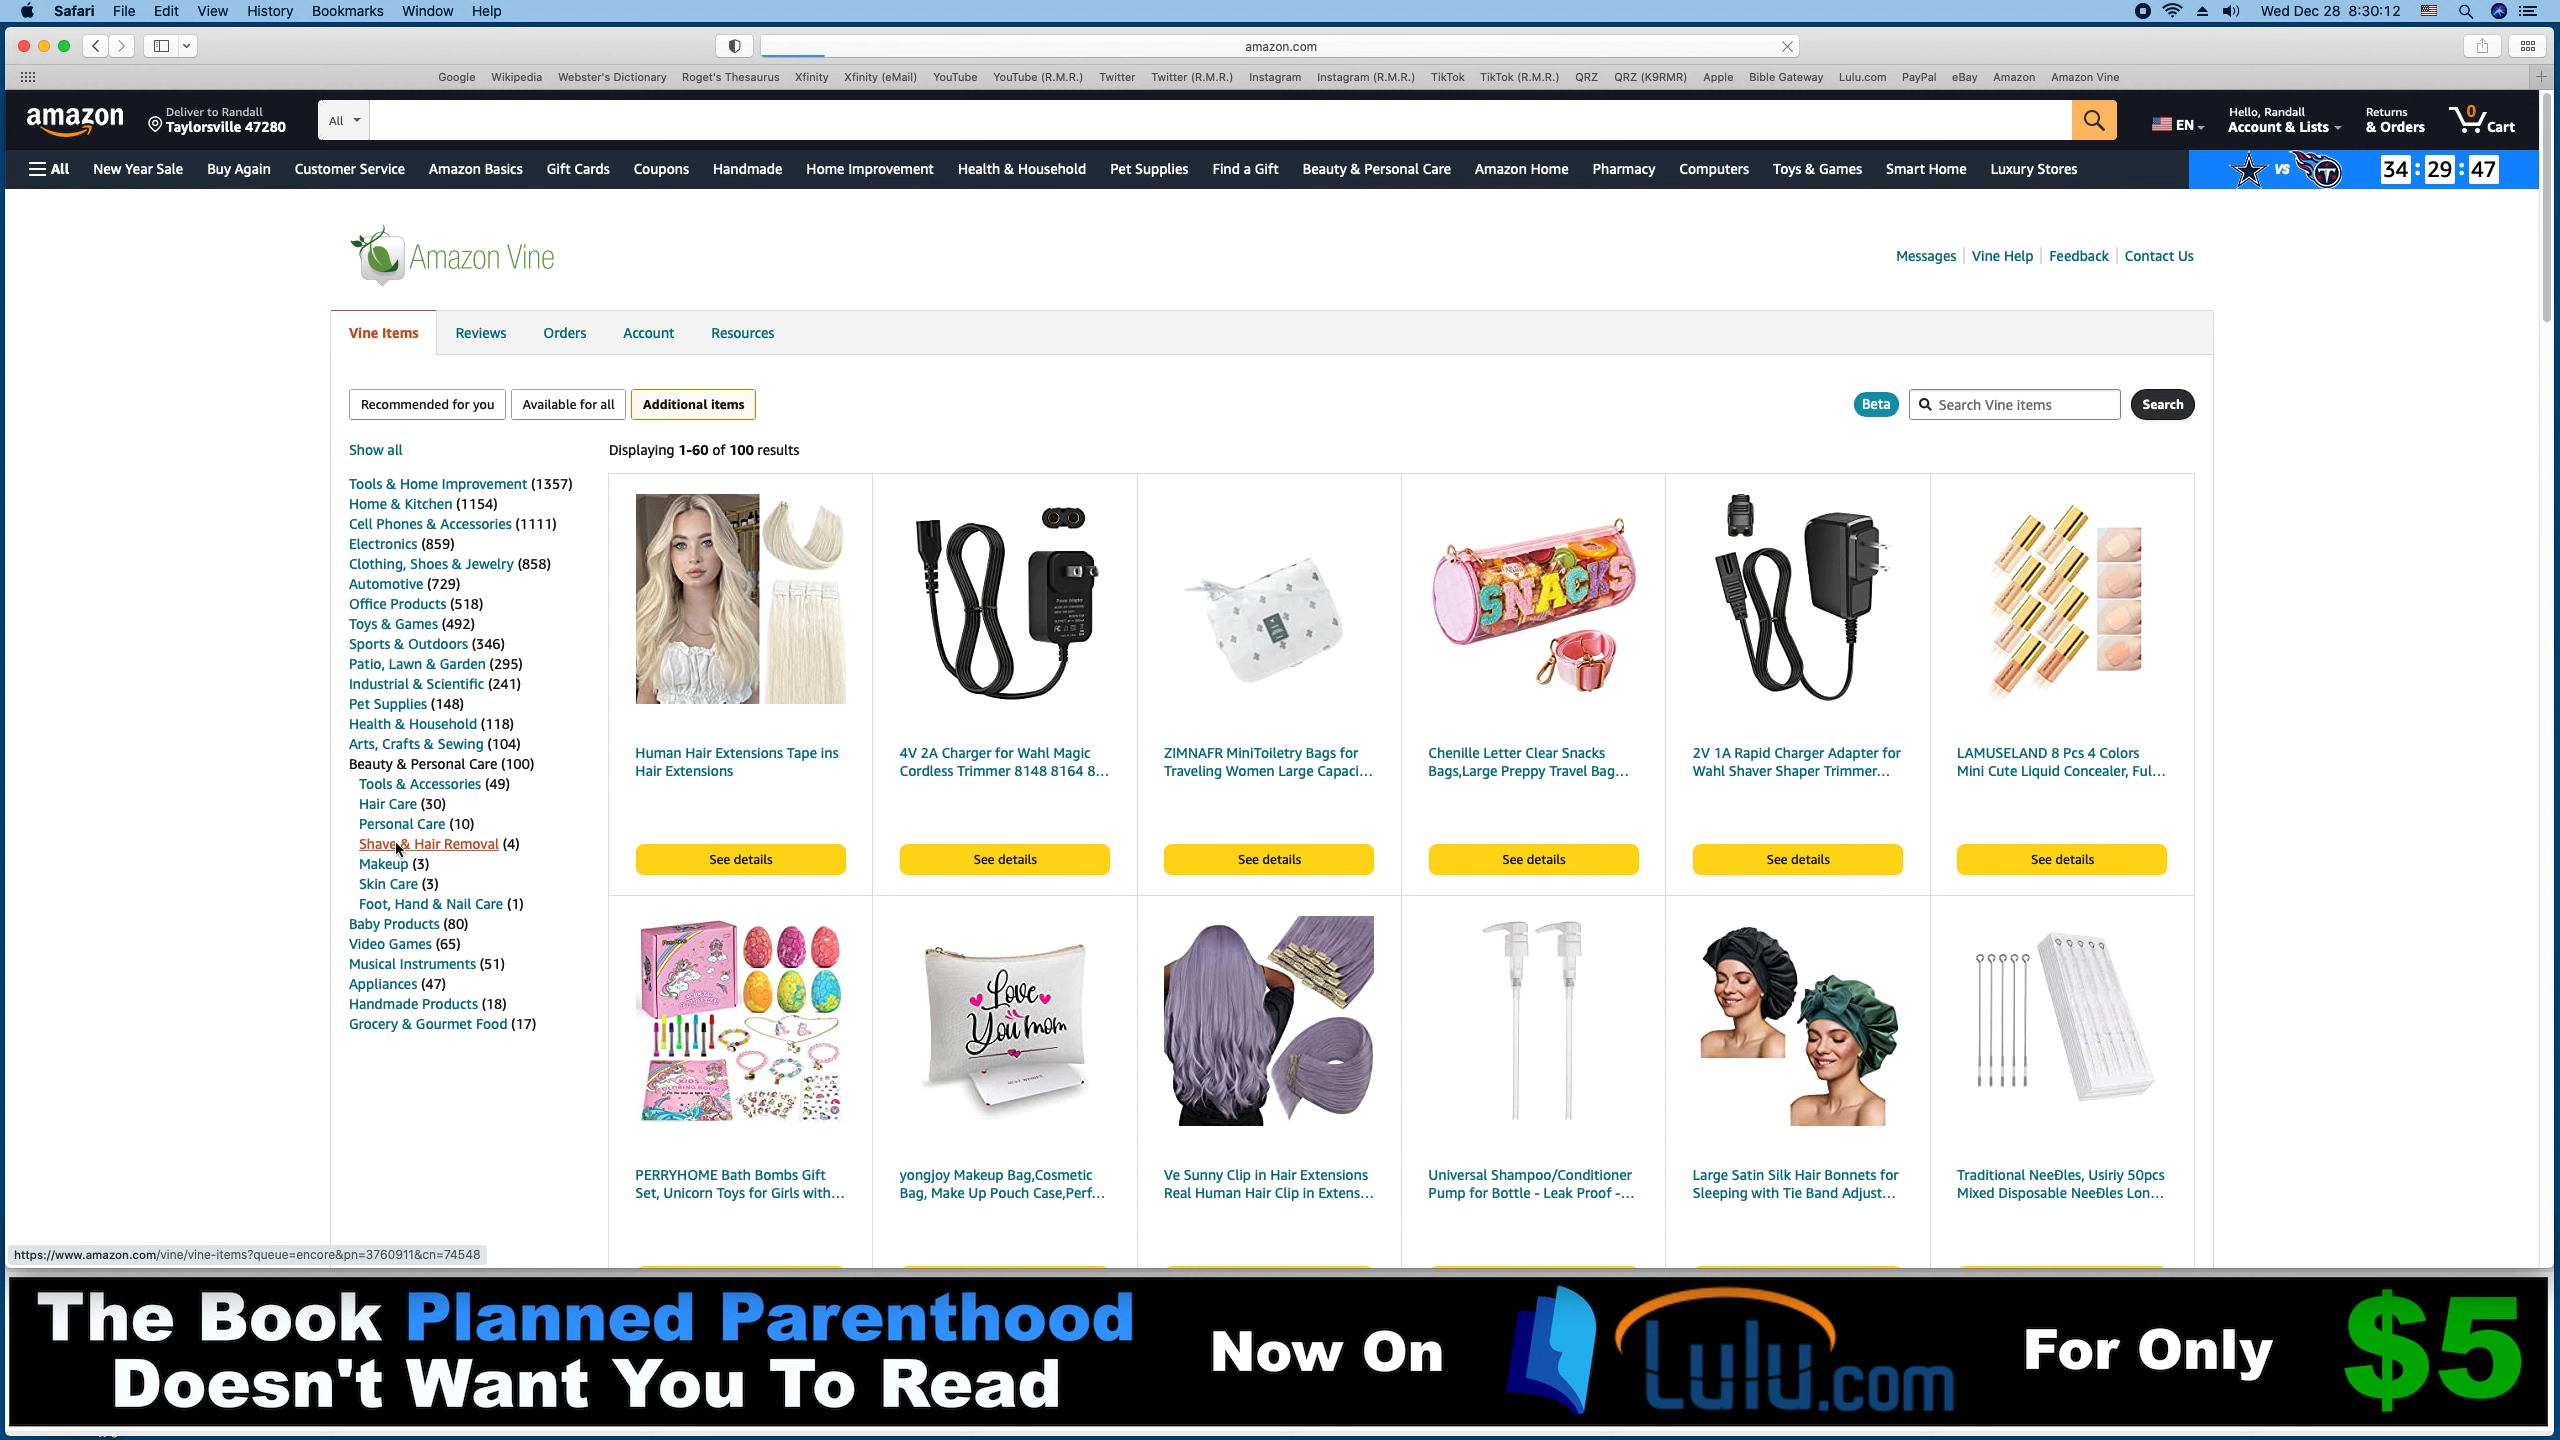 Safari File Edit View History Bookmarks Window Help
Wed Dec 28 8:30:12
amazon.com
Google Wikipedia Webster's Dictionary Roget's Thesaurus Xfinity Xfinity (eMail) YouTube YouTube (R.M.R.) Twitter Twitter (R.M.R.) Instagram Instagram (R.M.R.) TikTok TikTok (R.M.R.) QRZ QRZ (K9RMR) Apple Bible Gateway Lulu.com PayPal eBay Amazon Amazon Vine
amazon
Deliver to Randall
Taylorsville 47280
All
EN
Hello, Randall
Account & Lists
Returns
& Orders
0
Cart
All New Year Sale Buy Again Customer Service Amazon Basics Gift Cards Coupons Handmade Home Improvement Health & Household Pet Supplies Find a Gift Beauty & Personal Care Amazon Home Pharmacy Computers Toys & Games Smart Home Luxury Stores
VS
34:29:47
Amazon Vine
Messages Vine Help Feedback Contact Us
Vine Items Reviews Orders Account Resources
Recommended for you Available for all Additional items
Beta Search Vine items Search
Show all
Displaying 1-60 of 100 results
Tools & Home Improvement (1357)
Home & Kitchen (1154)
Cell Phones & Accessories (1111)
Electronics (859)
Clothing, Shoes & Jewelry (858)
Automotive (729)
Office Products (518)
Toys & Games (492)
Sports & Outdoors (346)
Patio, Lawn & Garden (295)
Industrial & Scientific (241)
Pet Supplies (148)
Health & Household (118)
Arts, Crafts & Sewing (104)
Beauty & Personal Care (100)
Tools & Accessories (49)
Hair Care (30)
Personal Care (10)
Shave & Hair Removal (4)
Makeup (3)
Skin Care (3)
Foot, Hand & Nail Care (1)
Baby Products (80)
Video Games (65)
Musical Instruments (51)
Appliances (47)
Handmade Products (18)
Grocery & Gourmet Food (17)
SNACKS
Human Hair Extensions Tape ins
Hair Extensions
4V 2A Charger for Wahl Magic
Cordless Trimmer 8148 8164 8...
ZIMNAFR MiniToiletry Bags for
Traveling Women Large Capaci...
Chenille Letter Clear Snacks
Bags,Large Preppy Travel Bag...
2V 1A Rapid Charger Adapter for
Wahl Shaver Shaper Trimmer...
LAMUSELAND 8 Pcs 4 Colors
Mini Cute Liquid Concealer, Ful...
See details See details See details See details See details See details
Love
You mom
BEST WISHES
KIDS
COLORING BOOK
PERRYHOME Bath Bombs Gift
Set, Unicorn Toys for Girls with...
yongjoy Makeup Bag,Cosmetic
Bag, Make Up Pouch Case,Perf...
Ve Sunny Clip in Hair Extensions
Real Human Hair Clip in Extens...
Universal Shampoo/Conditioner
Pump for Bottle - Leak Proof -...
Large Satin Silk Hair Bonnets for
Sleeping with Tie Band Adjust...
Traditional NeeĐles, Usiriy 50pcs
Mixed Disposable NeeĐles Lon...
https://www.amazon.com/vine/vine-items?queue=encore&pn=3760911&cn=74548
The Book Planned Parenthood
Doesn't Want You To Read
Now On
Lulu.com
For Only
$5